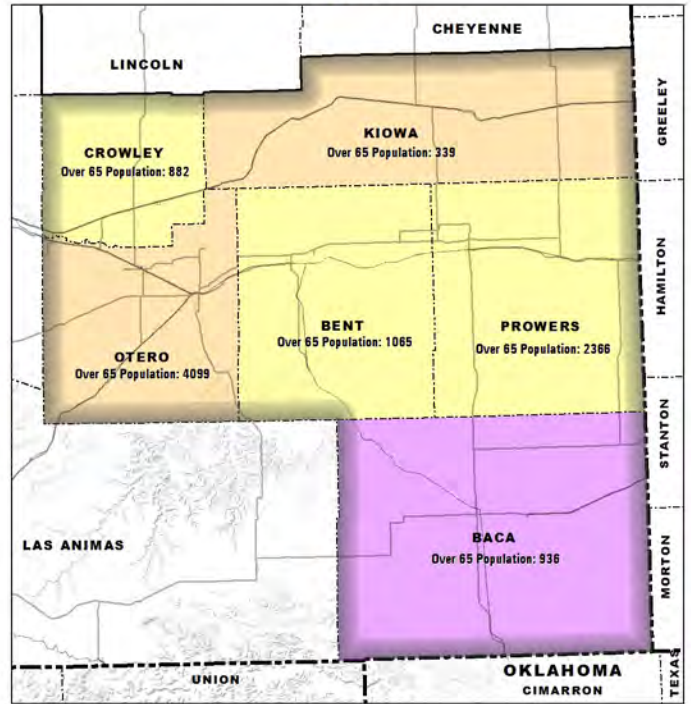 CHEYENNE
LINCOLN
GREELEY
KIOWA
Over 65 Population: 339
CROWLEY
Over 65 Population: 882
HAMILTON
BENT
Over 65 Population: 1065
PROWERS
Over 65 Population: 2366
OTERO
Over 65 Population: 4099
STANTON
LAS ANIMAS
BACA
Over 65 Population: 936
MORTON
UNION
OKLAHOMA
CIMARRON
TEXAS